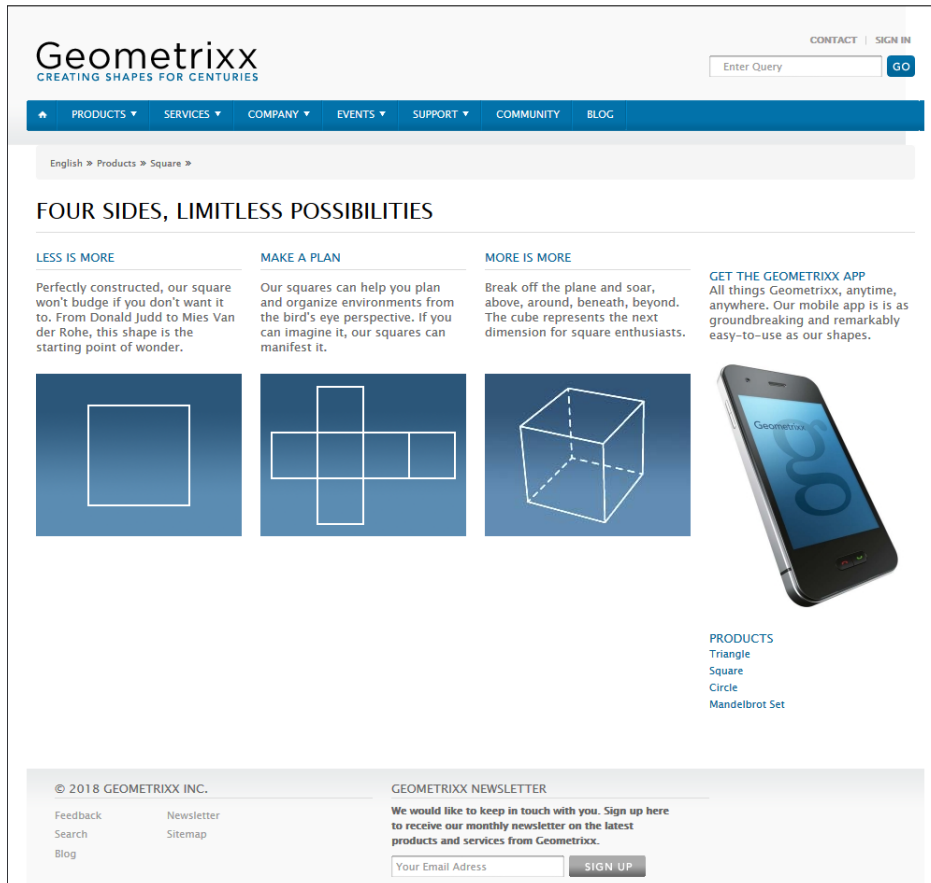 Geometrixx
CREATING SHAPES FOR CENTURIES
CONTACT | SIGN IN
Enter Query
GO
PRODUCTS ▼ SERVICES ▼ COMPANY ▼ EVENTS ▼ SUPPORT ▼ COMMUNITY BLOG
English » Products » Square »
FOUR SIDES, LIMITLESS POSSIBILITIES
LESS IS MORE
Perfectly constructed, our square
won't budge if you don't want it
to. From Donald Judd to Mies Van
der Rohe, this shape is the
starting point of wonder.
MAKE A PLAN
Our squares can help you plan
and organize environments from
the bird's eye perspective. If you
can imagine it, our squares can
manifest it.
MORE IS MORE
Break off the plane and soar,
above, around, beneath, beyond.
The cube represents the next
dimension for square enthusiasts.
GET THE GEOMETRIXX APP
All things Geometrixx, anytime,
anywhere. Our mobile app is is as
groundbreaking and remarkably
easy-to-use as our shapes.
Geometrixx
g
PRODUCTS
Triangle
Square
Circle
Mandelbrot Set
© 2018 GEOMETRIXX INC.
Feedback
Search
Blog
Newsletter
Sitemap
GEOMETRIXX NEWSLETTER
We would like to keep in touch with you. Sign up here
to receive our monthly newsletter on the latest
products and services from Geometrixx.
Your Email Adress
SIGN UP